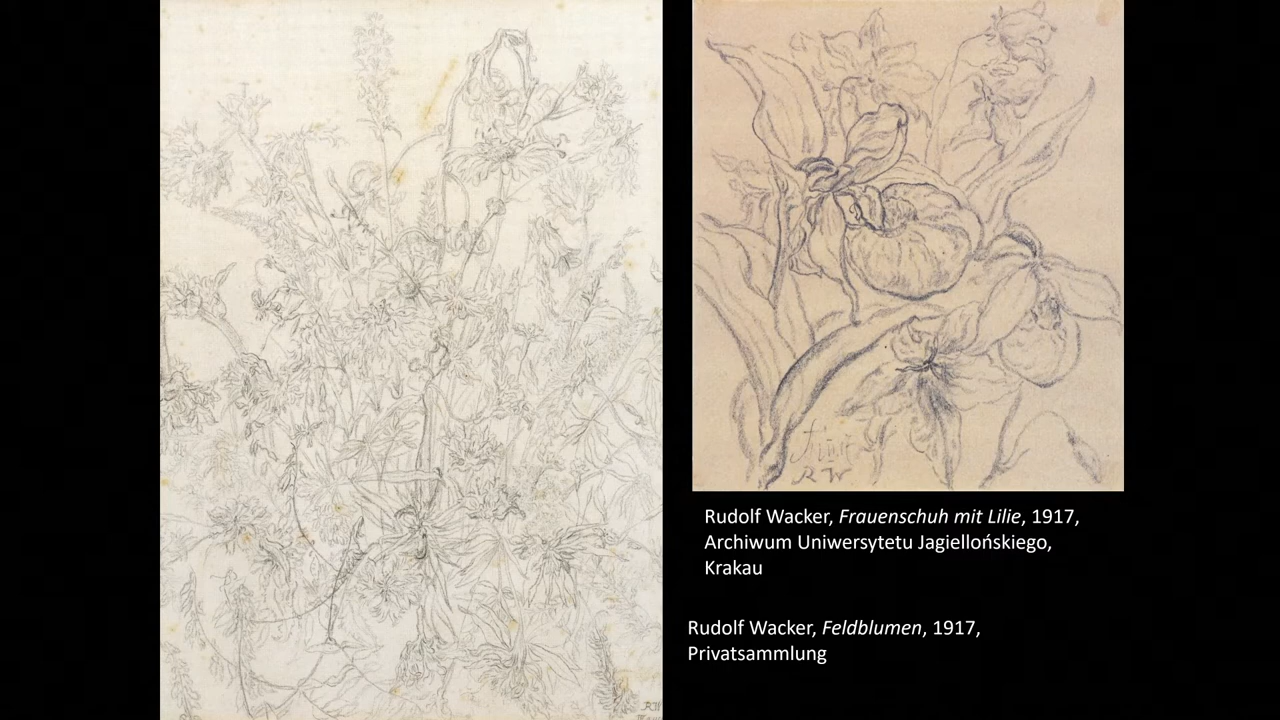 R W
Rudolf Wacker, Frauenschuh mit Lilie, 1917,
Archiwum Uniwersytetu Jagiellońskiego,
Krakau
Rudolf Wacker, Feldblumen, 1917,
Privatsammlung
RW